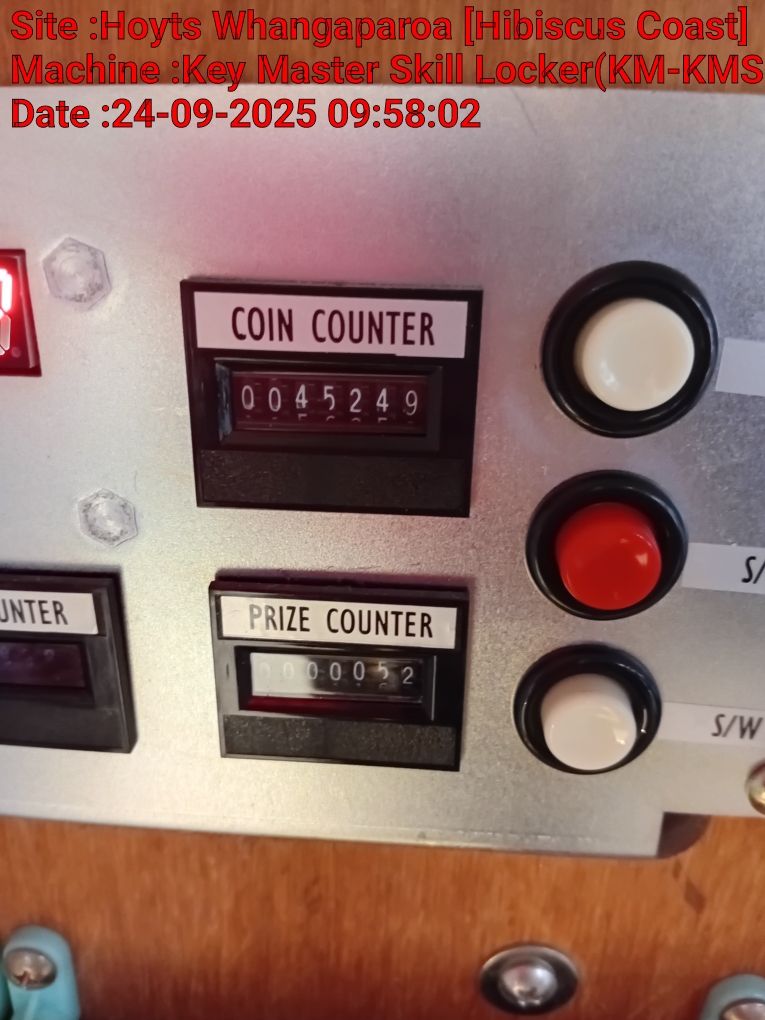 Site :Hoyts Whangaparoa [Hibiscus Coast]
Machine :Key Master Skill Locker(KM-KMS
Date :24-09-2025 09:58:02
COIN COUNTER
0045249
UNTER
PRIZE COUNTER
0000052
S/
S/W